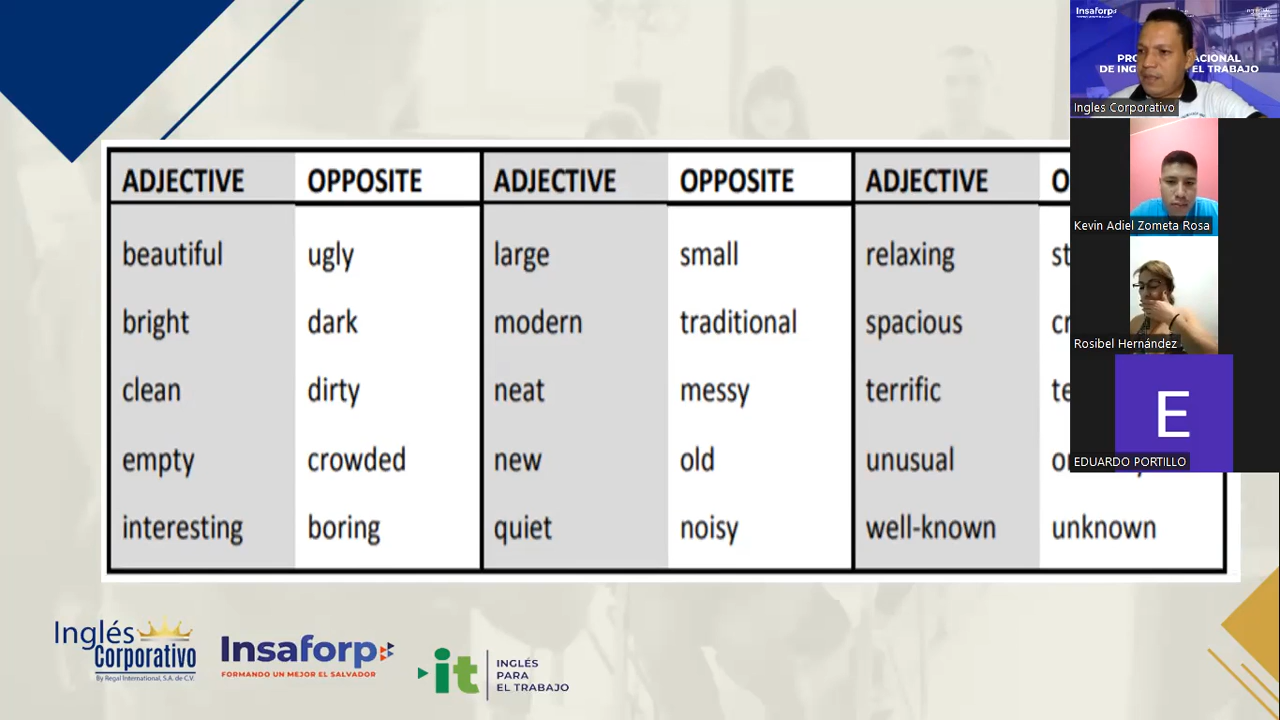 ADJECTIVE OPPOSITE ADJECTIVE OPPOSITE ADJECTIVE
beautiful ugly large small relaxing
bright dark modern traditional spacious
clean dirty neat messy terrific
empty crowded new old unusual
interesting boring quiet noisy well-known unknown
Insaforp
Ingles Corporativo
Kevin Adiel Zometa Rosa
Rosibel Hernández
E
EDUARDO PORTILLO
Inglés
Corporativo
By Regal International, S.A. de C.V.
Insaforp
FORMANDO UN MEJOR EL SALVADOR
it
INGLÉS
PARA
EL TRABAJO